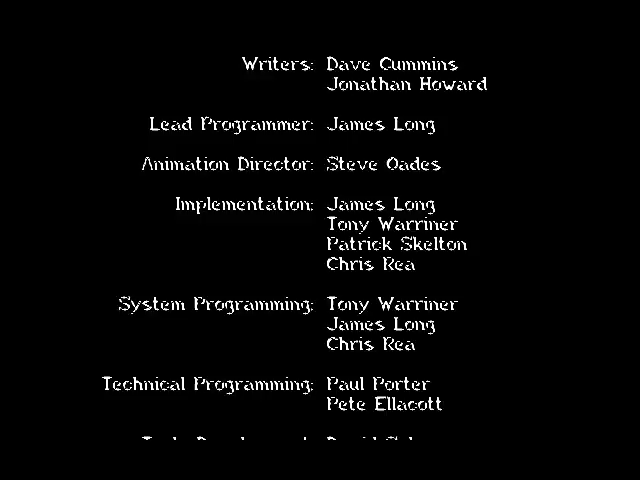 Writers: Dave Cummins
Jonathan Howard
Lead Programmer: James Long
Animation Director: Steve Oades
Implementation: James Long
Tony Warriner
Patrick Skelton
Chris Rea
System Programming: Tony Warriner
James Long
Chris Rea
Technical Programming: Paul Porter
Pete Ellacott